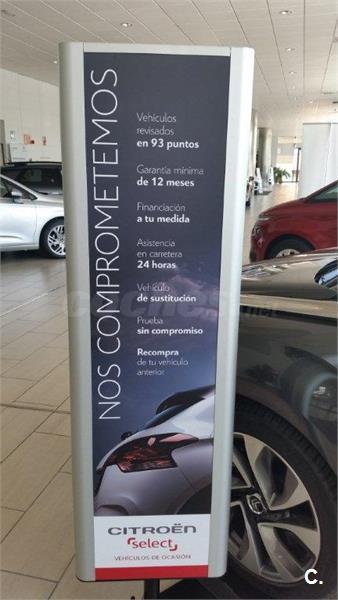 NOS COMPROMETEMOS
Vehículos
revisados
en 93 puntos
Garantía mínima
de 12 meses
Financiación
a tu medida
Asistencia
en carretera
24 horas
Vehículo
de sustitución
Prueba
sin compromiso
Recompra
de tu vehículo
anterior
CITROËN
select
VEHÍCULOS DE OCASIÓN
C.